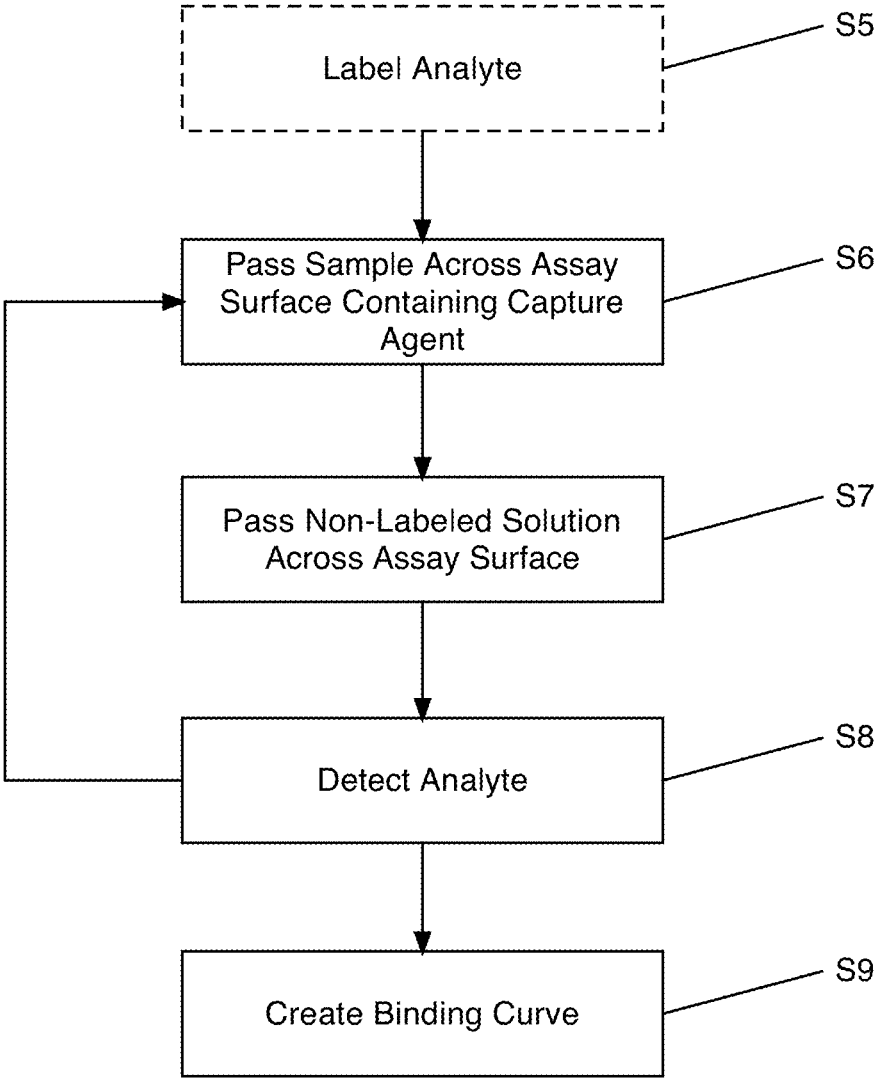 S5
Label Analyte
S6
Pass Sample Across Assay
Surface Containing Capture
Agent
S7
Pass Non-Labeled Solution
Across Assay Surface
S8
Detect Analyte
S9
Create Binding Curve